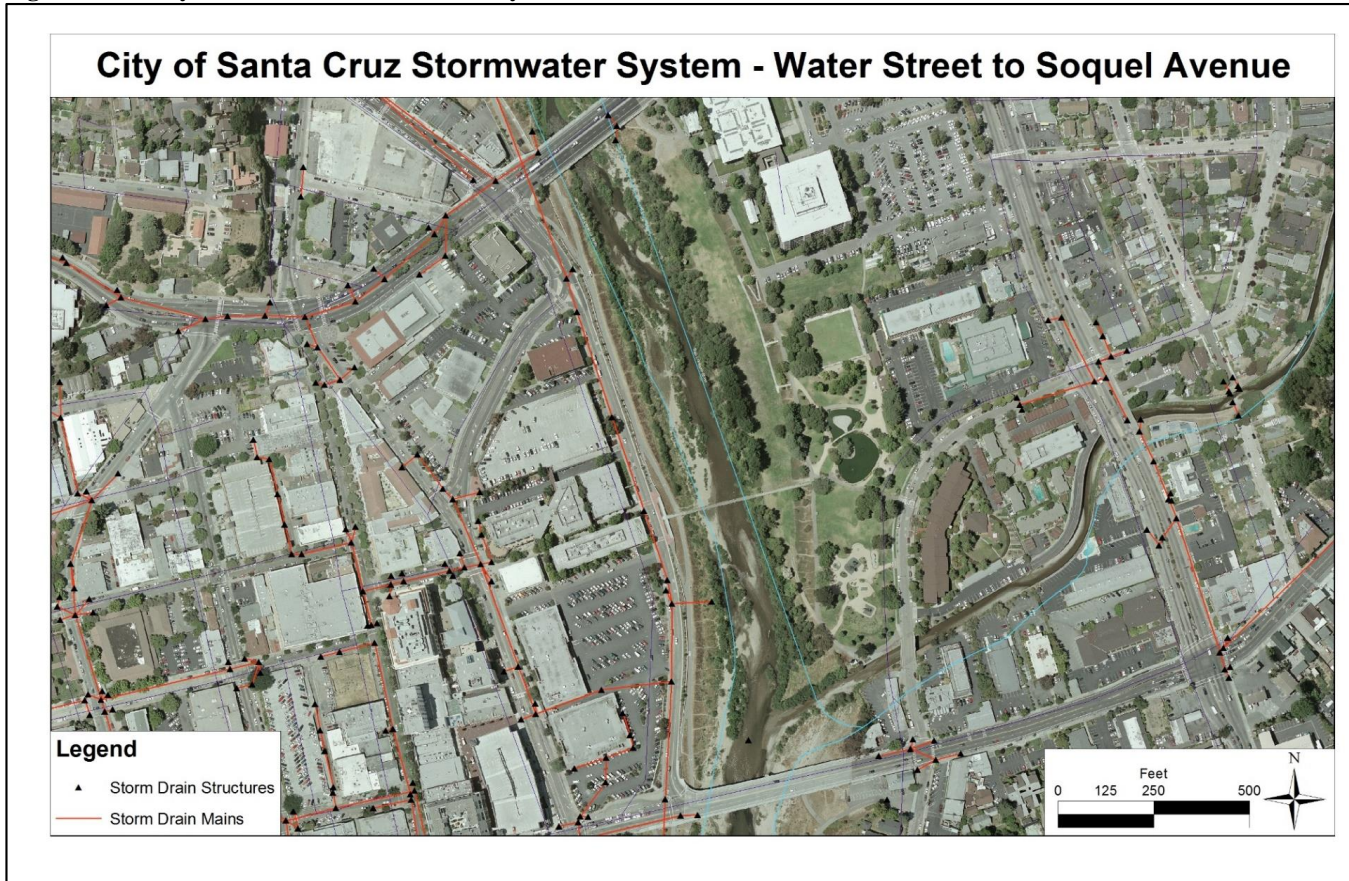 City of Santa Cruz Stormwater System - Water Street to Soquel Avenue
Legend
Storm Drain Structures
Storm Drain Mains
N
Feet
0 125 250 500